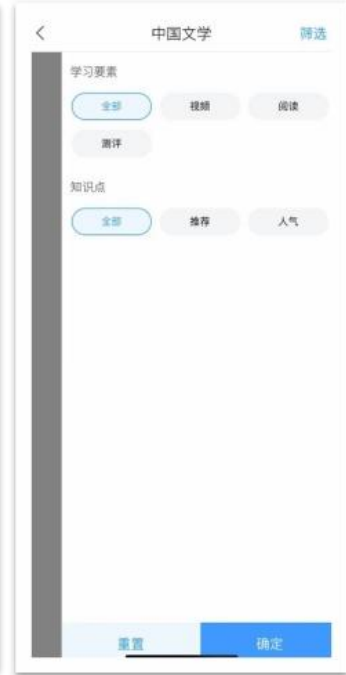 中国文学 筛选
学习要素
全部 视频 阅读
测评
知识点
全部 推荐 人气
重置 确定